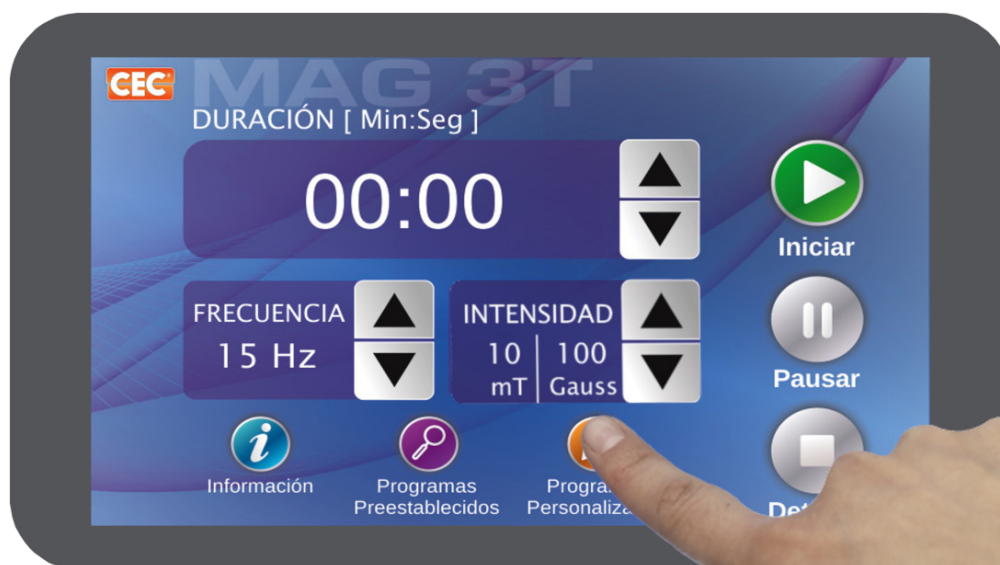 CEC
MAG 3T
DURACIÓN [ Min:Seg ]
00:00
Iniciar
FRECUENCIA
15 Hz
INTENSIDAD
10 100
mT Gauss
Pausar
Información
Programas
Preestablecidos